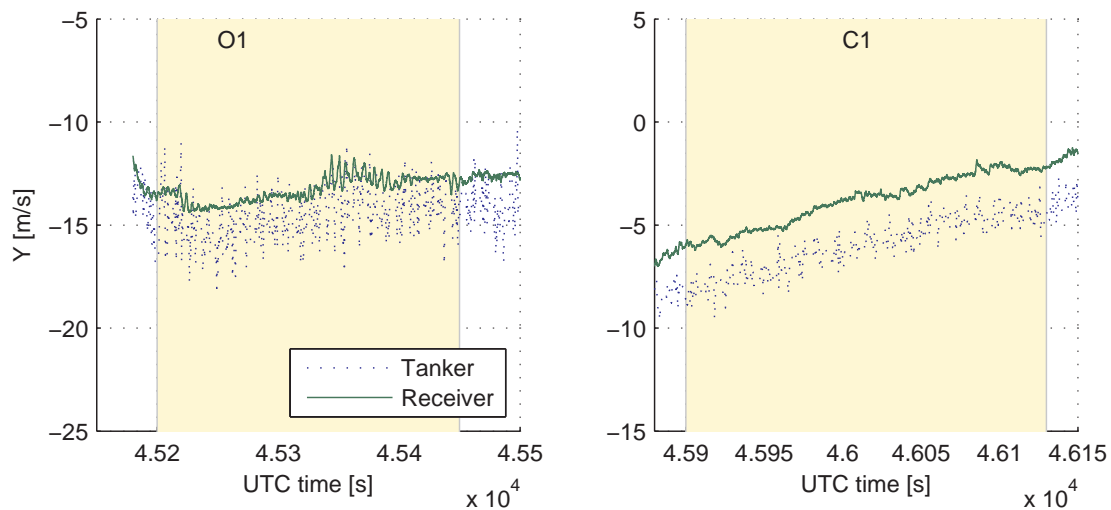 O1
−5
−10
−15
−20
−25
Y [m/s]
Tanker
Receiver
4.52 4.53 4.54 4.55
UTC time [s]
x 10^4
C1
5
0
−5
−10
−15
4.59 4.595 4.6 4.605 4.61 4.615
UTC time [s]
x 10^4